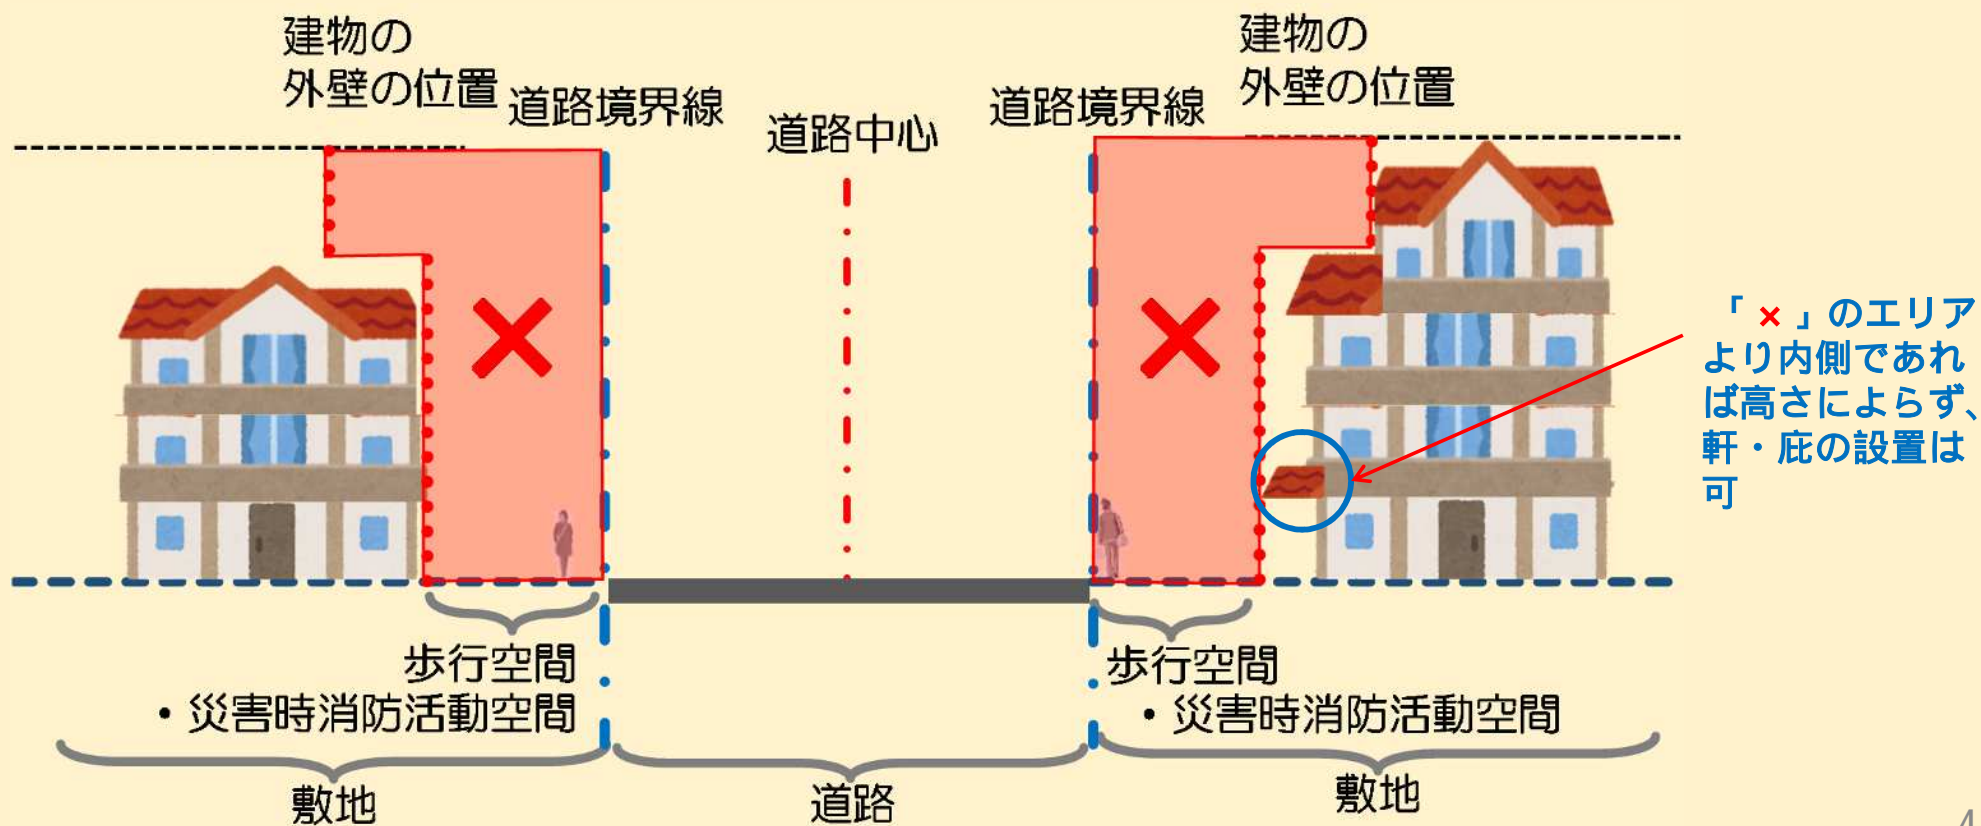 建物の
外壁の位置
道路境界線
道路中心
道路境界線
建物の
外壁の位置
「×」のエリア
より内側であれ
ば高さによらず、
軒・庇の設置は
可
歩行空間
・災害時消防活動空間
歩行空間
・災害時消防活動空間
敷地
道路
敷地
4